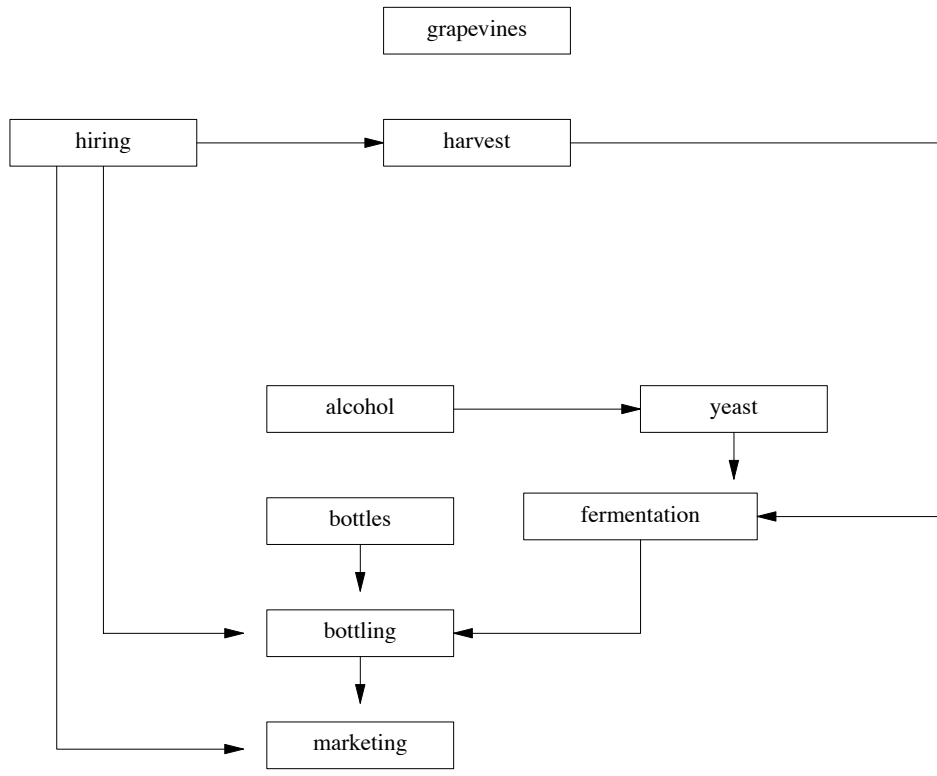 grapevines
hiring
harvest
alcohol
yeast
bottles
fermentation
bottling
marketing